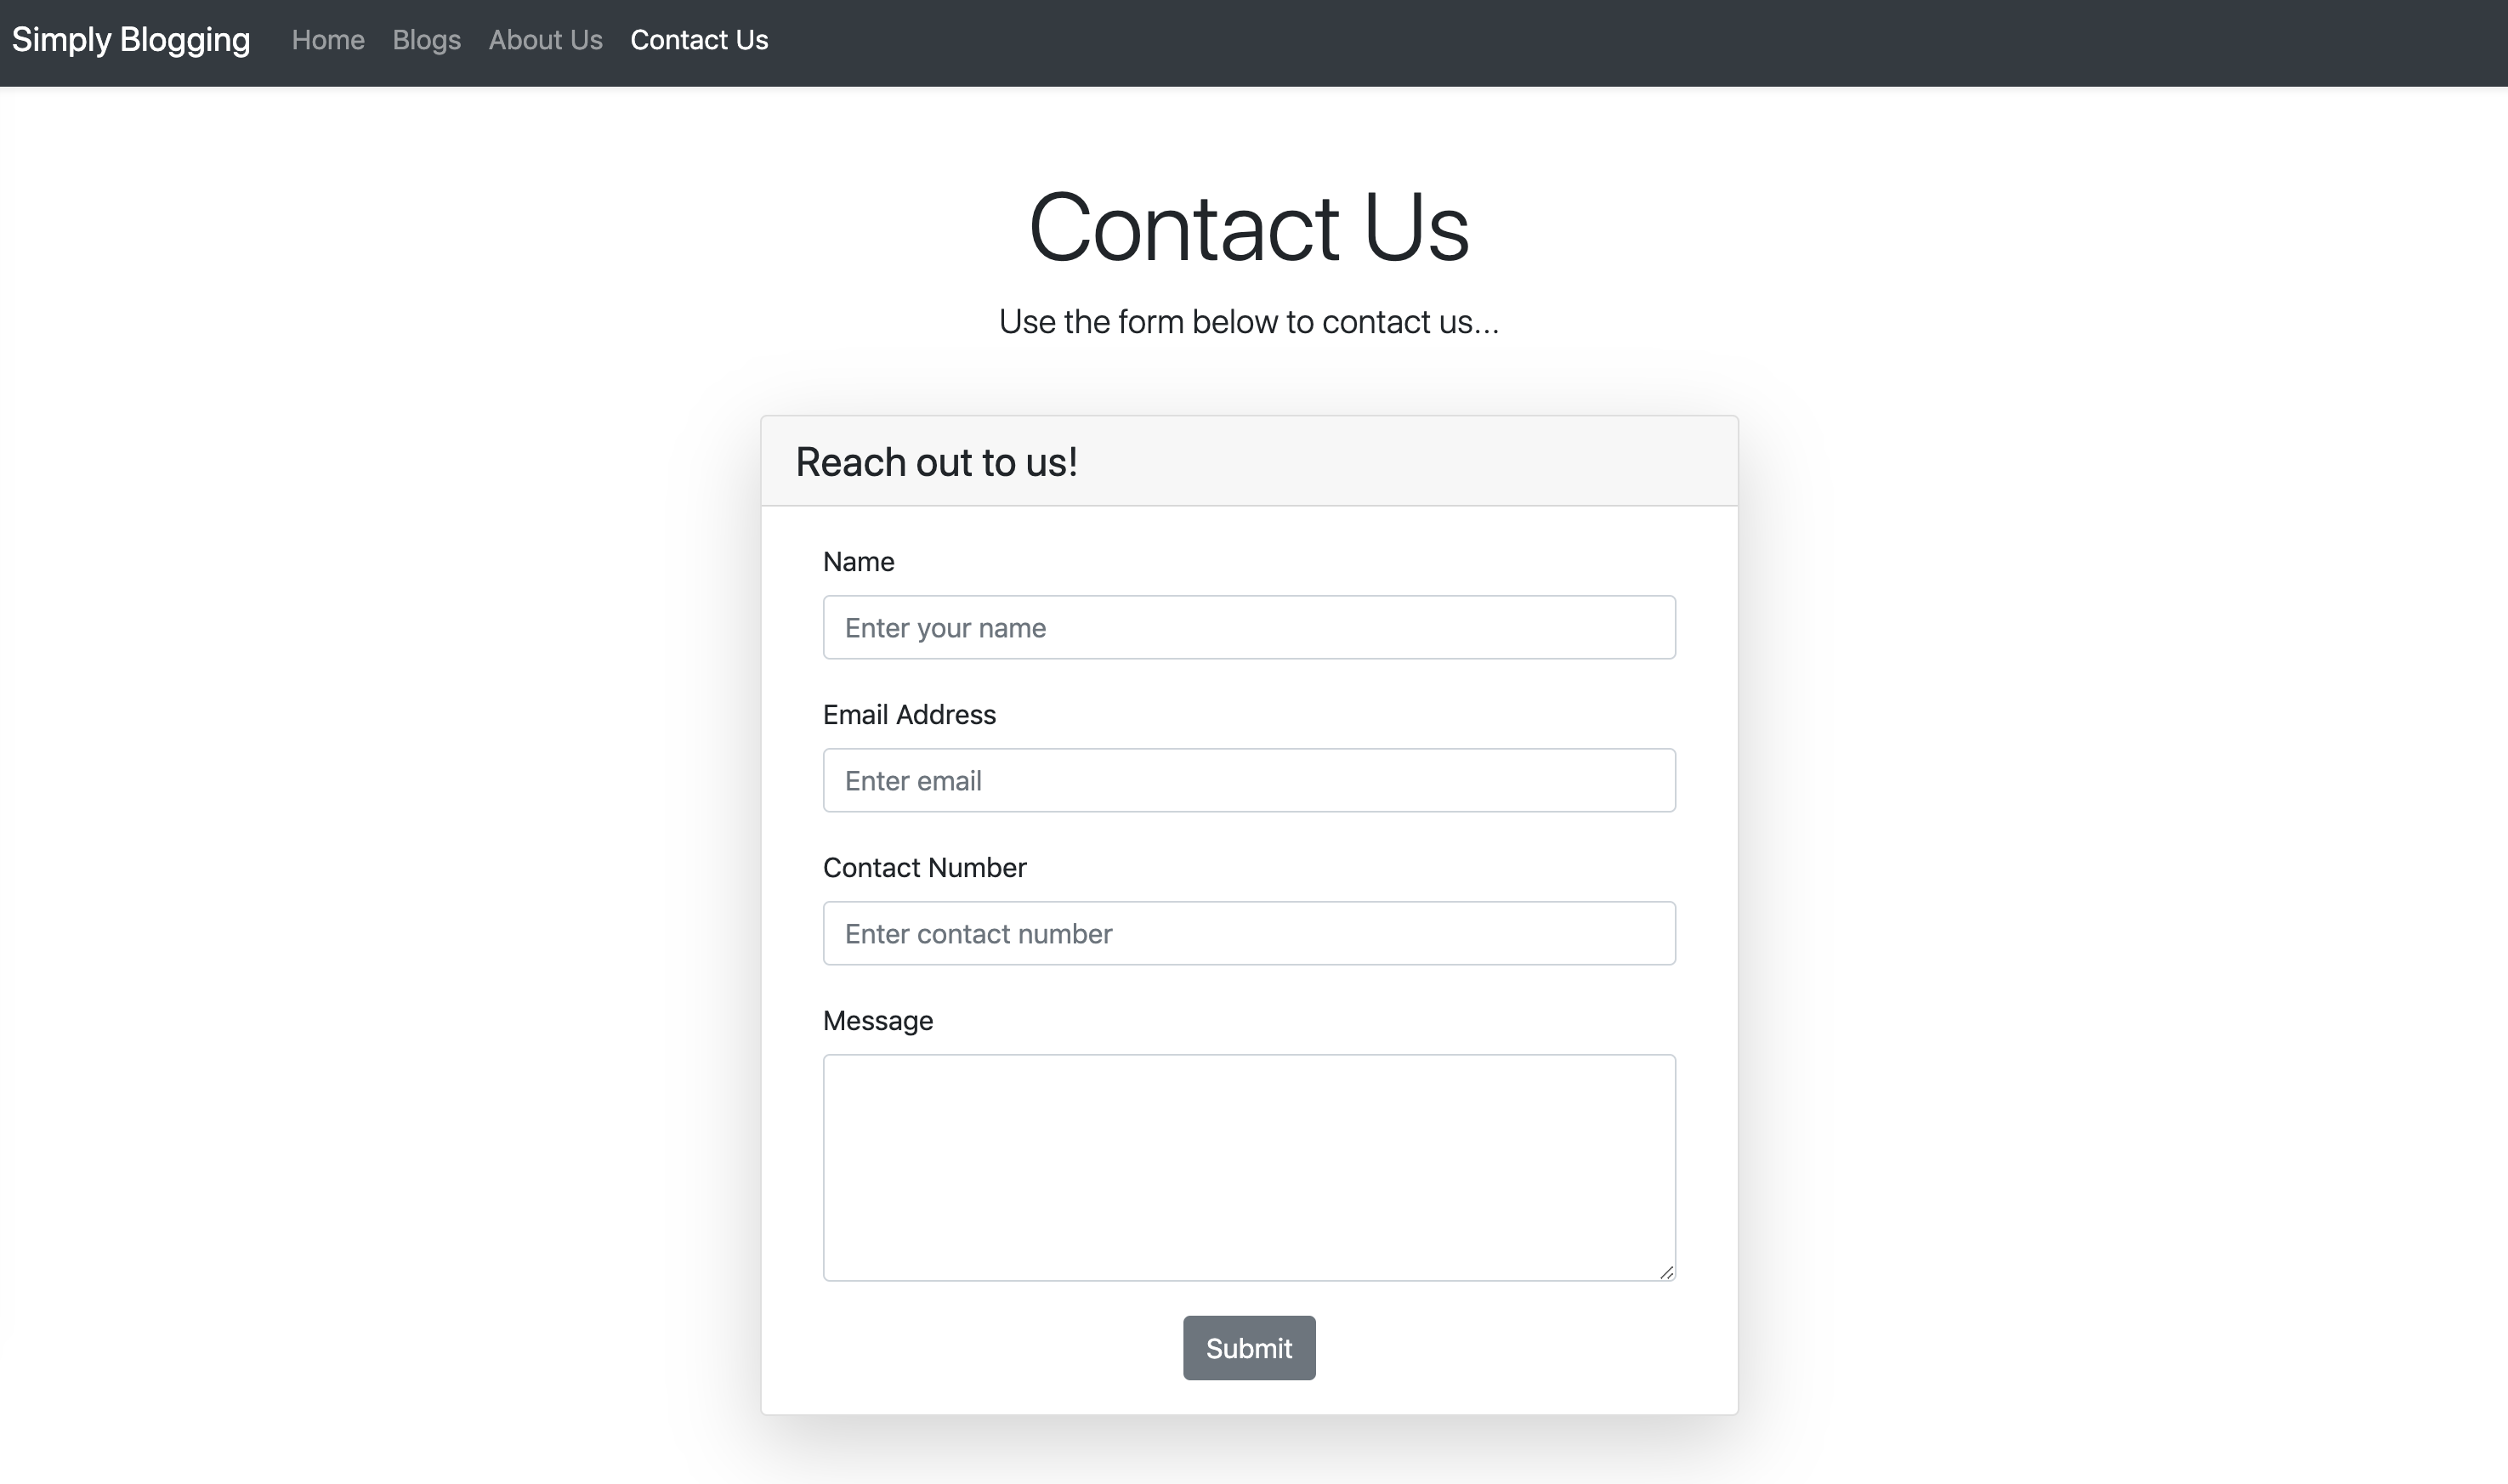 Simply Blogging Home Blogs About Us Contact Us
Contact Us
Use the form below to contact us...
Reach out to us!
Name
Enter your name
Email Address
Enter email
Contact Number
Enter contact number
Message
Submit